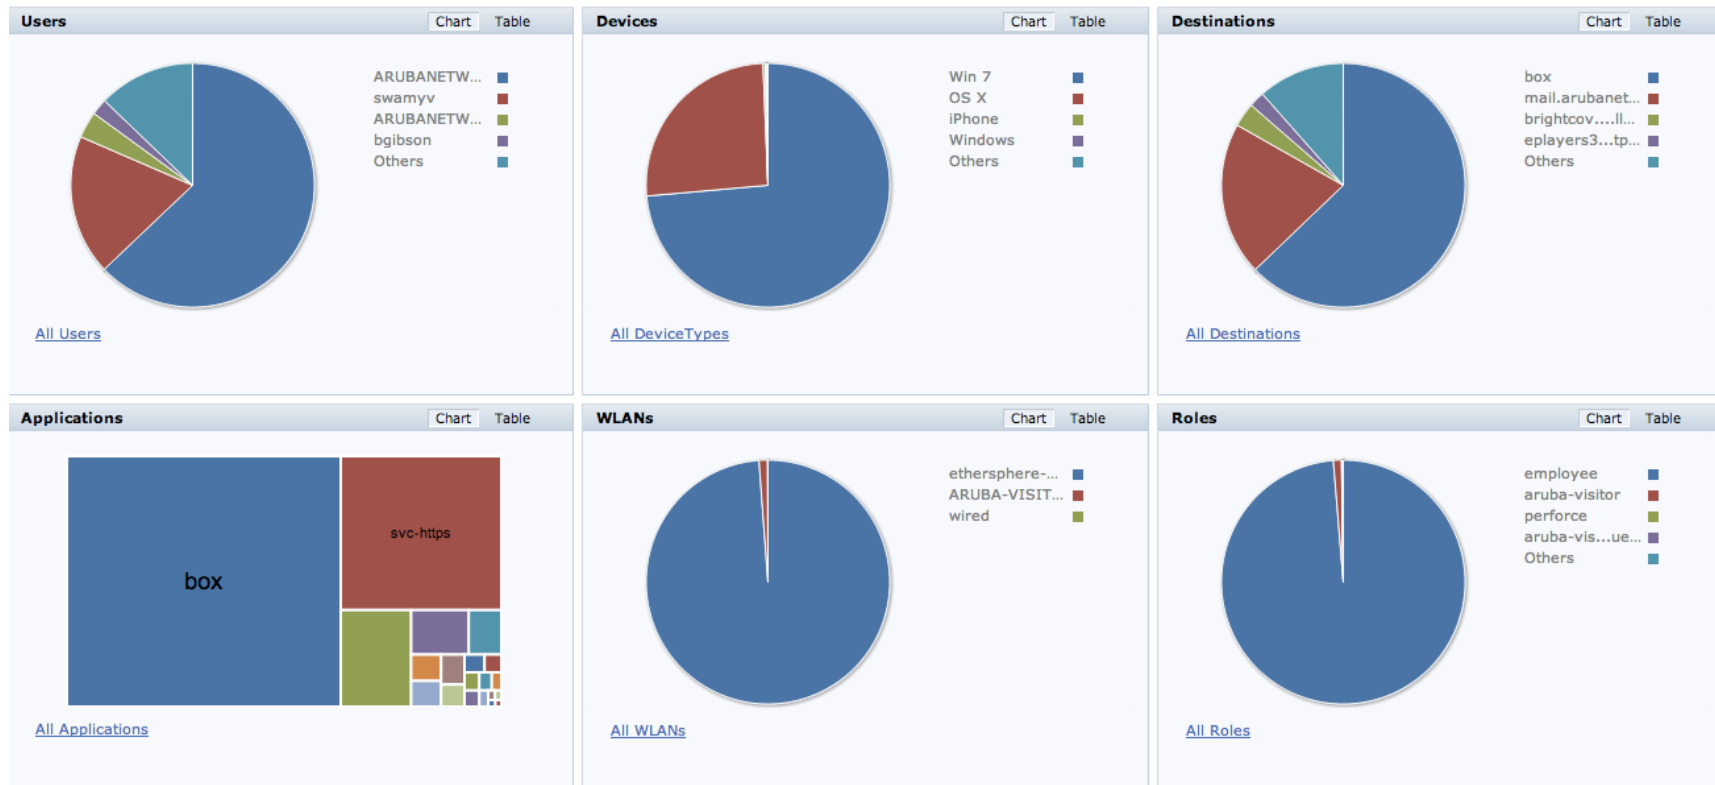 Users
Chart Table
ARUBANETW...
swamyv
ARUBANETW...
bgibson
Others
All Users
Devices
Chart Table
Win 7
OS X
iPhone
Windows
Others
All DeviceTypes
Destinations
Chart Table
box
mail.arubanet...
brightcov....ll...
eplayers3...tp...
Others
All Destinations
Applications
Chart Table
svc-https
box
All Applications
WLANs
Chart Table
ethersphere-...
ARUBA-VISIT...
wired
All WLANs
Roles
Chart Table
employee
aruba-visitor
perforce
aruba-vis...ue...
Others
All Roles